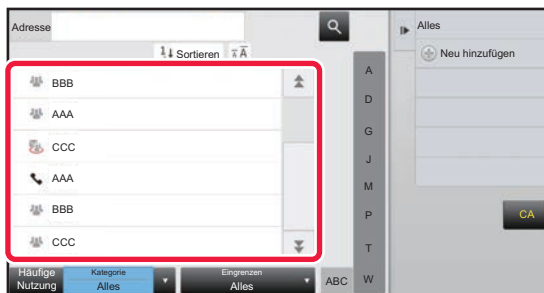 Adresse
Sortieren
BBB
AAA
CCC
AAA
BBB
CCC
A
D
G
J
M
P
T
W
Häufige
Nutzung
Kategorie
Alles
Eingrenzen
Alles
ABC
Alles
Neu hinzufügen
CA